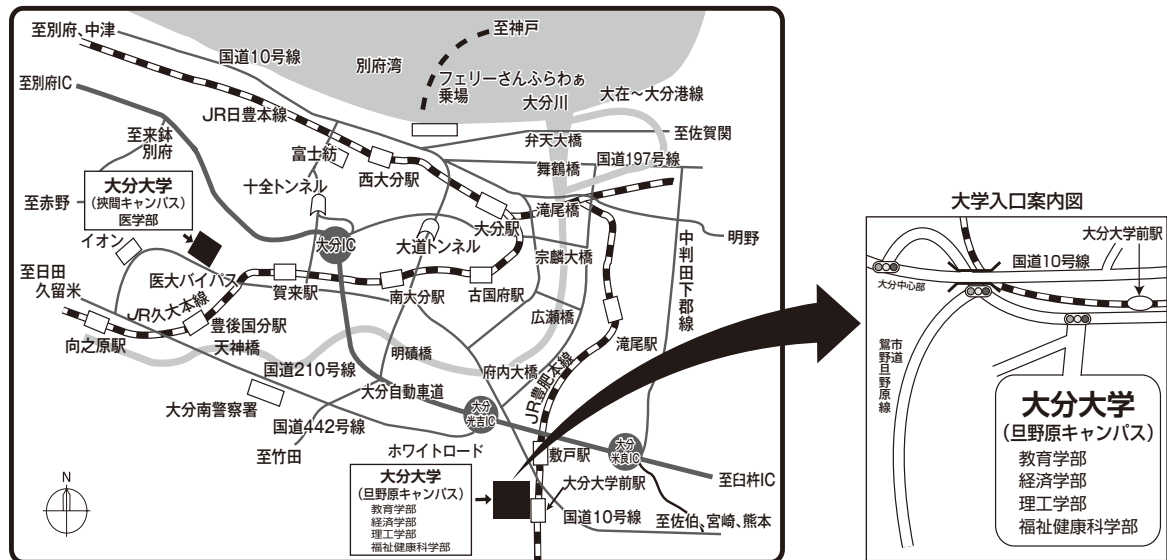 至別府、中津
国道10号線
至神戸
別府湾
フェリーさんふらわぁ
乗場
大分川
大在～大分港線
至別府IC
JR日豊本線
至来鉢
別府
弁天大橋
至佐賀関
富士紡
西大分駅
舞鶴橋
国道197号線
大分大学
(挾間キャンパス)
医学部
十全トンネル
至赤野
大分駅
滝尾橋
イオン
大分IC
大道トンネル
宗麟大橋
明野
至日田
久留米
医大バイパス
賀来駅
南大分駅
古国府駅
中判田下郡線
JR久大本線
豊後国分駅
広瀬橋
向之原駅
天神橋
明磧橋
府内大橋
滝尾駅
国道210号線
JR豊肥本線
大分自動車道
大分南警察署
国道442号線
大分
光吉IC
至竹田
ホワイトロード
敷戸駅
大分
米良IC
大分大学
(旦野原キャンパス)
教育学部
経済学部
理工学部
福祉健康科学部
大分大学前駅
至臼杵IC
国道10号線
至佐伯、宮崎、熊本
N
大学入口案内図
大分大学前駅
国道10号線
大分中心部
市道
鴛野旦野原線
大分大学
(旦野原キャンパス)
教育学部
経済学部
理工学部
福祉健康科学部